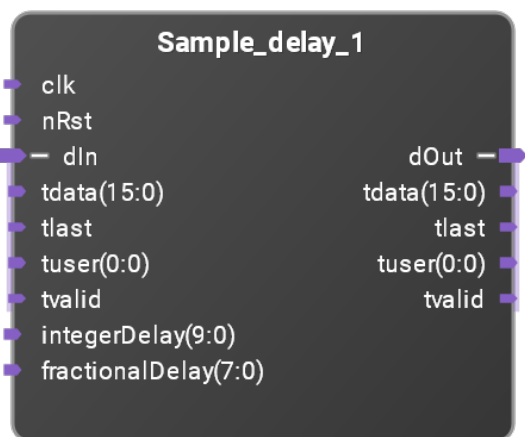 Sample_delay_1
clk
nRst
dIn dOut
tdata(15:0) tdata(15:0)
tlast tlast
tuser(0:0) tuser(0:0)
tvalid tvalid
integerDelay(9:0)
fractionalDelay(7:0)